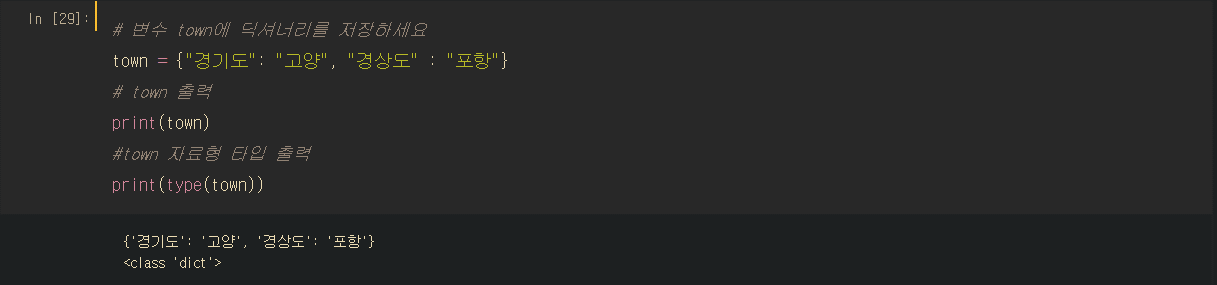 In [29]:
# 변수 town에 딕셔너리를 저장하세요
town = {"경기도": "고양", "경상도" : "포항"}
# town 출력
print(town)
#town 자료형 타입 출력
print(type(town))
{'경기도': '고양', '경상도': '포항'}
<class 'dict'>